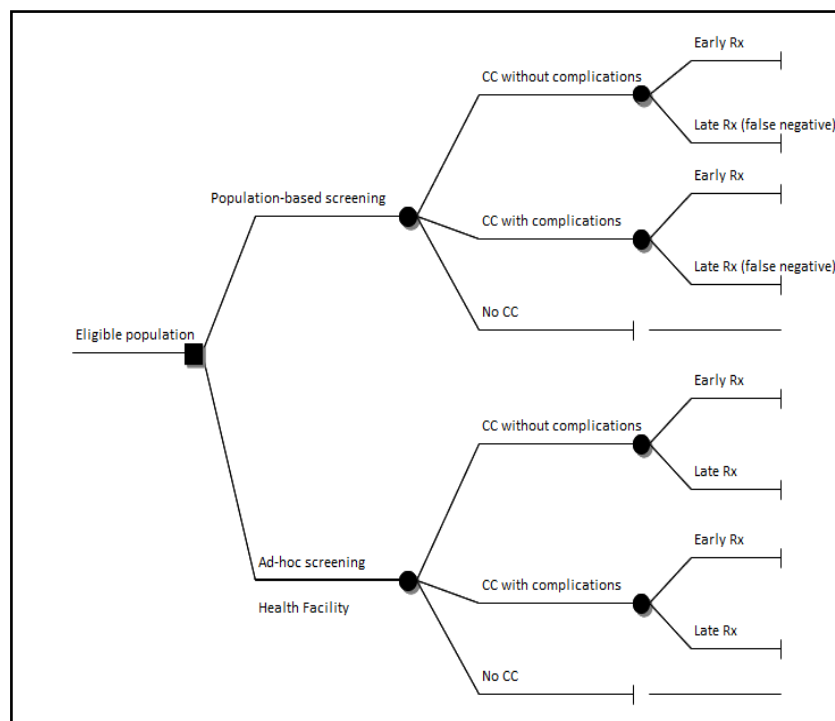 Early Rx
CC without complications
Late Rx (false negative)
Early Rx
Population-based screening
CC with complications
Late Rx (false negative)
No CC
Eligible population
Early Rx
CC without complications
Late Rx
Early Rx
Ad-hoc screening
CC with complications
Health Facility
Late Rx
No CC